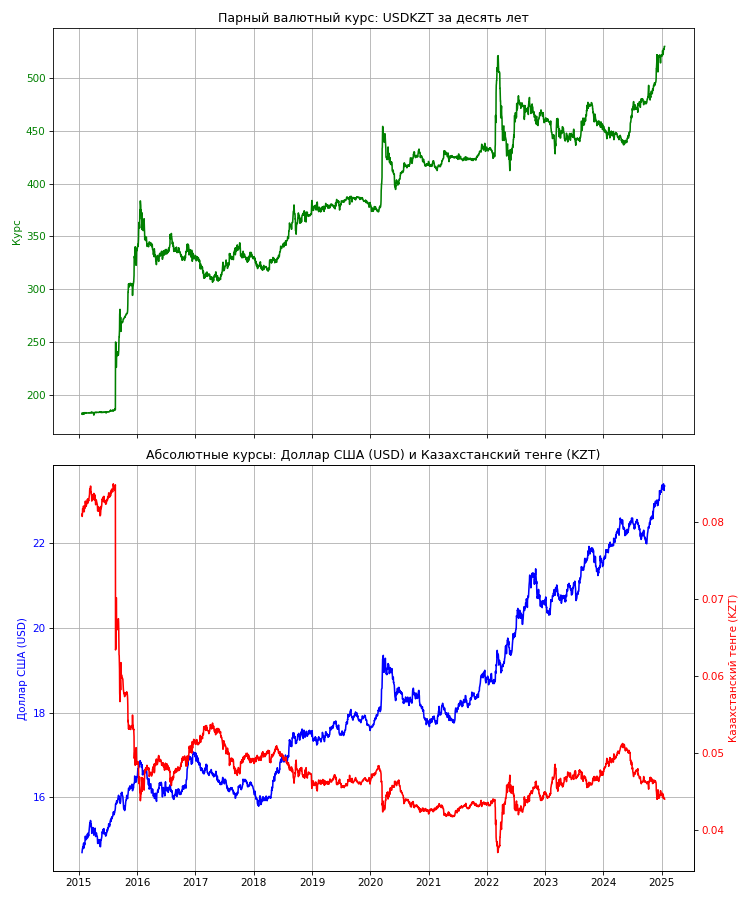 Парный валютный курс: USDKZT за десять лет
500
450
400
350
300
250
200
Курс
Абсолютные курсы: Доллар США (USD) и Казахстанский тенге (KZT)
22
20
18
16
Доллар США (USD)
0.08
0.07
0.06
0.05
0.04
Казахстанский тенге (KZT)
2015 2016 2017 2018 2019 2020 2021 2022 2023 2024 2025